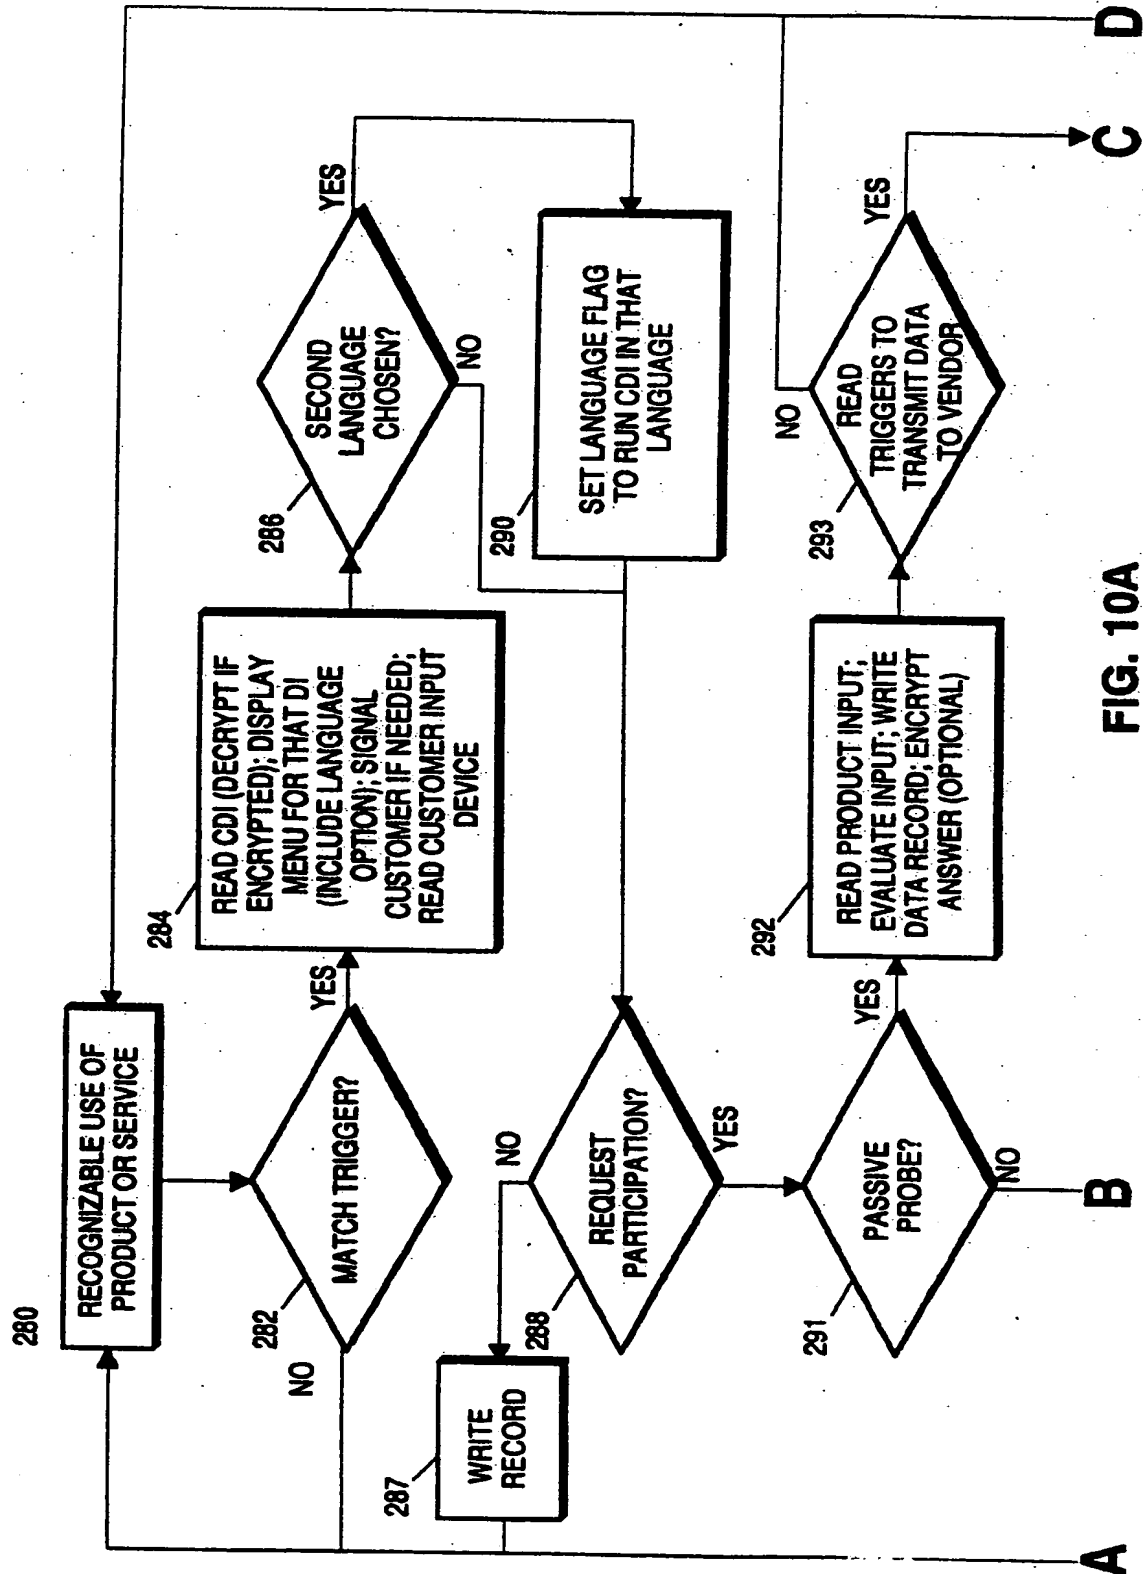 280
RECOGNIZABLE USE OF
PRODUCT OR SERVICE
282
MATCH TRIGGER?
NO
YES
284
READ CDI (DECRYPT IF
ENCRYPTED); DISPLAY
MENU FOR THAT DI
(INCLUDE LANGUAGE
OPTION); SIGNAL
CUSTOMER IF NEEDED;
READ CUSTOMER INPUT
DEVICE
286
SECOND
LANGUAGE
CHOSEN?
YES
NO
290
SET LANGUAGE FLAG
TO RUN CDI IN THAT
LANGUAGE
287
WRITE
RECORD
288
REQUEST
PARTICIPATION?
NO
YES
291
PASSIVE
PROBE?
YES
NO
292
READ PRODUCT INPUT;
EVALUATE INPUT; WRITE
DATA RECORD; ENCRYPT
ANSWER (OPTIONAL)
293
READ
TRIGGERS TO
TRANSMIT DATA
TO VENDOR
NO
YES
A
B
C
D
FIG. 10A